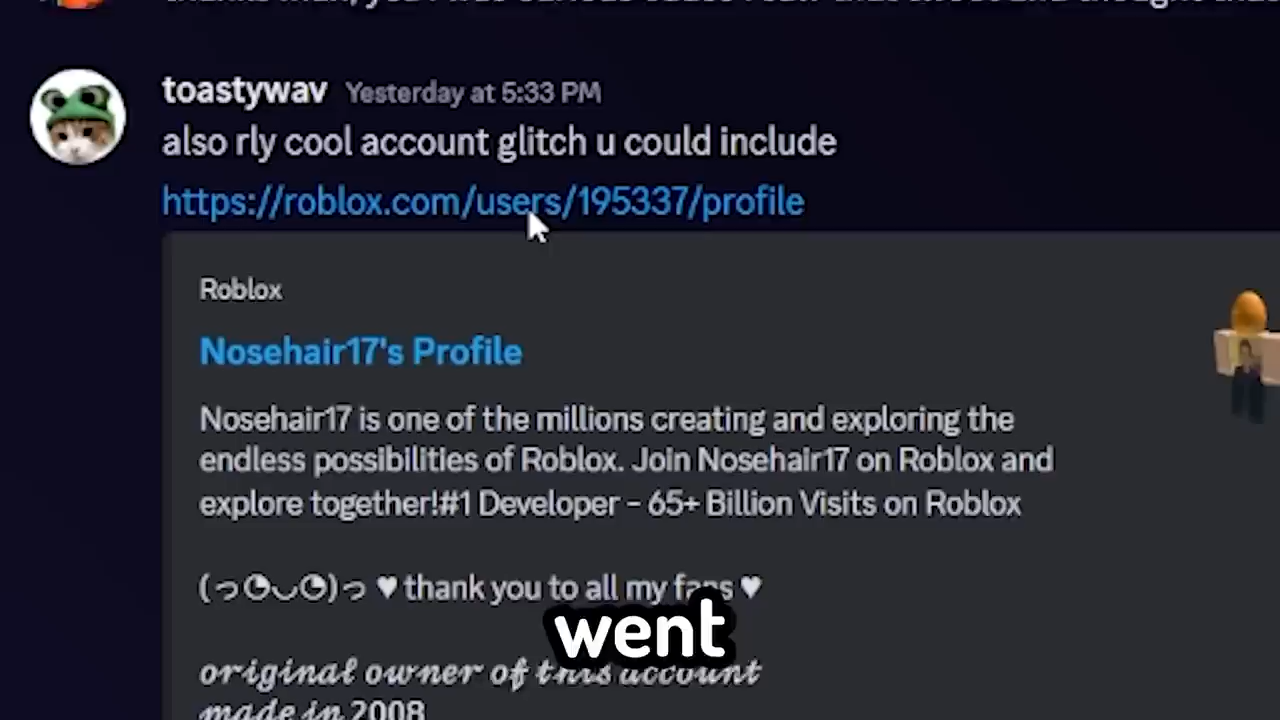 toastywav Yesterday at 5:33 PM
also rly cool account glitch u could include
https://roblox.com/users/195337/profile
Roblox
Nosehair17's Profile
Nosehair17 is one of the millions creating and exploring the
endless possibilities of Roblox. Join Nosehair17 on Roblox and
explore together!#1 Developer - 65+ Billion Visits on Roblox
(っ◔◡◔)っ ♥ thank you to all my fans ♥
went
𝓸𝓻𝓲𝓰𝓲𝓷𝓪𝓵 𝓸𝔀𝓷𝓮𝓻 𝓸𝓯 𝓽𝓱𝓲𝓼 𝓪𝓬𝓬𝓸𝓾𝓷𝓽
𝓶𝓪𝓭𝓮 𝓲𝓷 2008